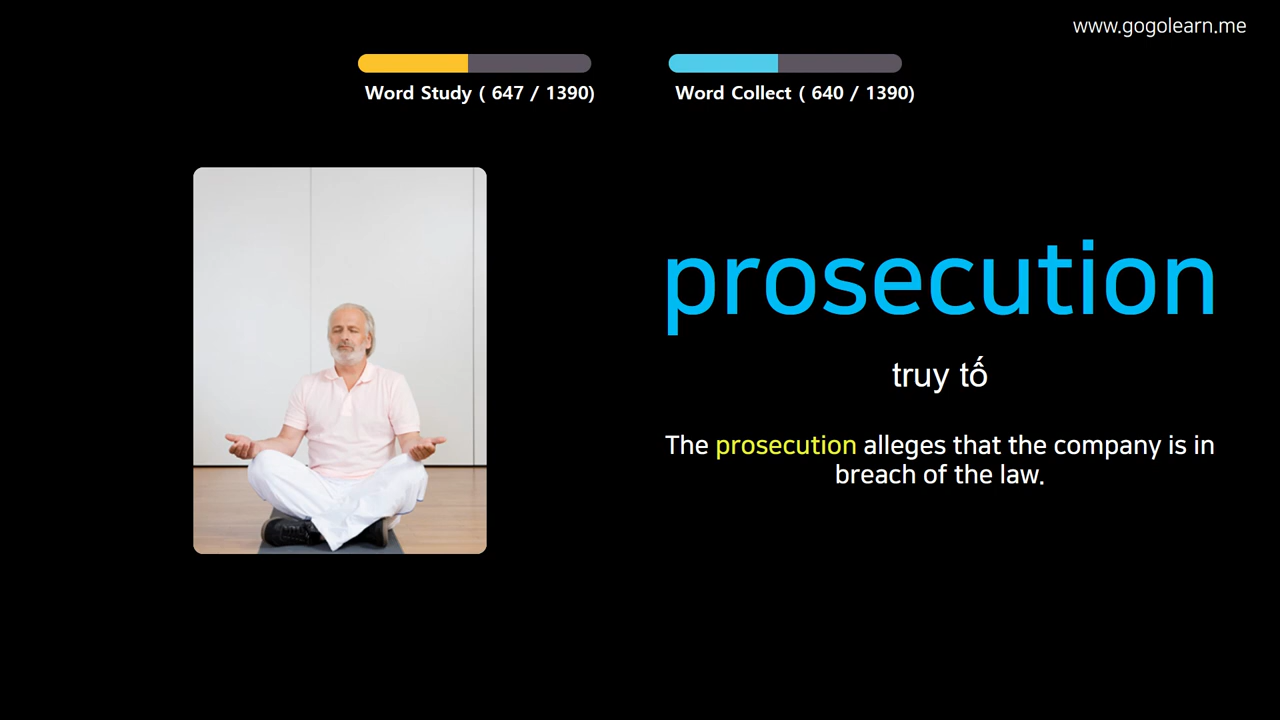 www.gogolearn.me
Word Study ( 647 / 1390)
Word Collect ( 640 / 1390)
prosecution
truy tố
The prosecution alleges that the company is in
breach of the law.